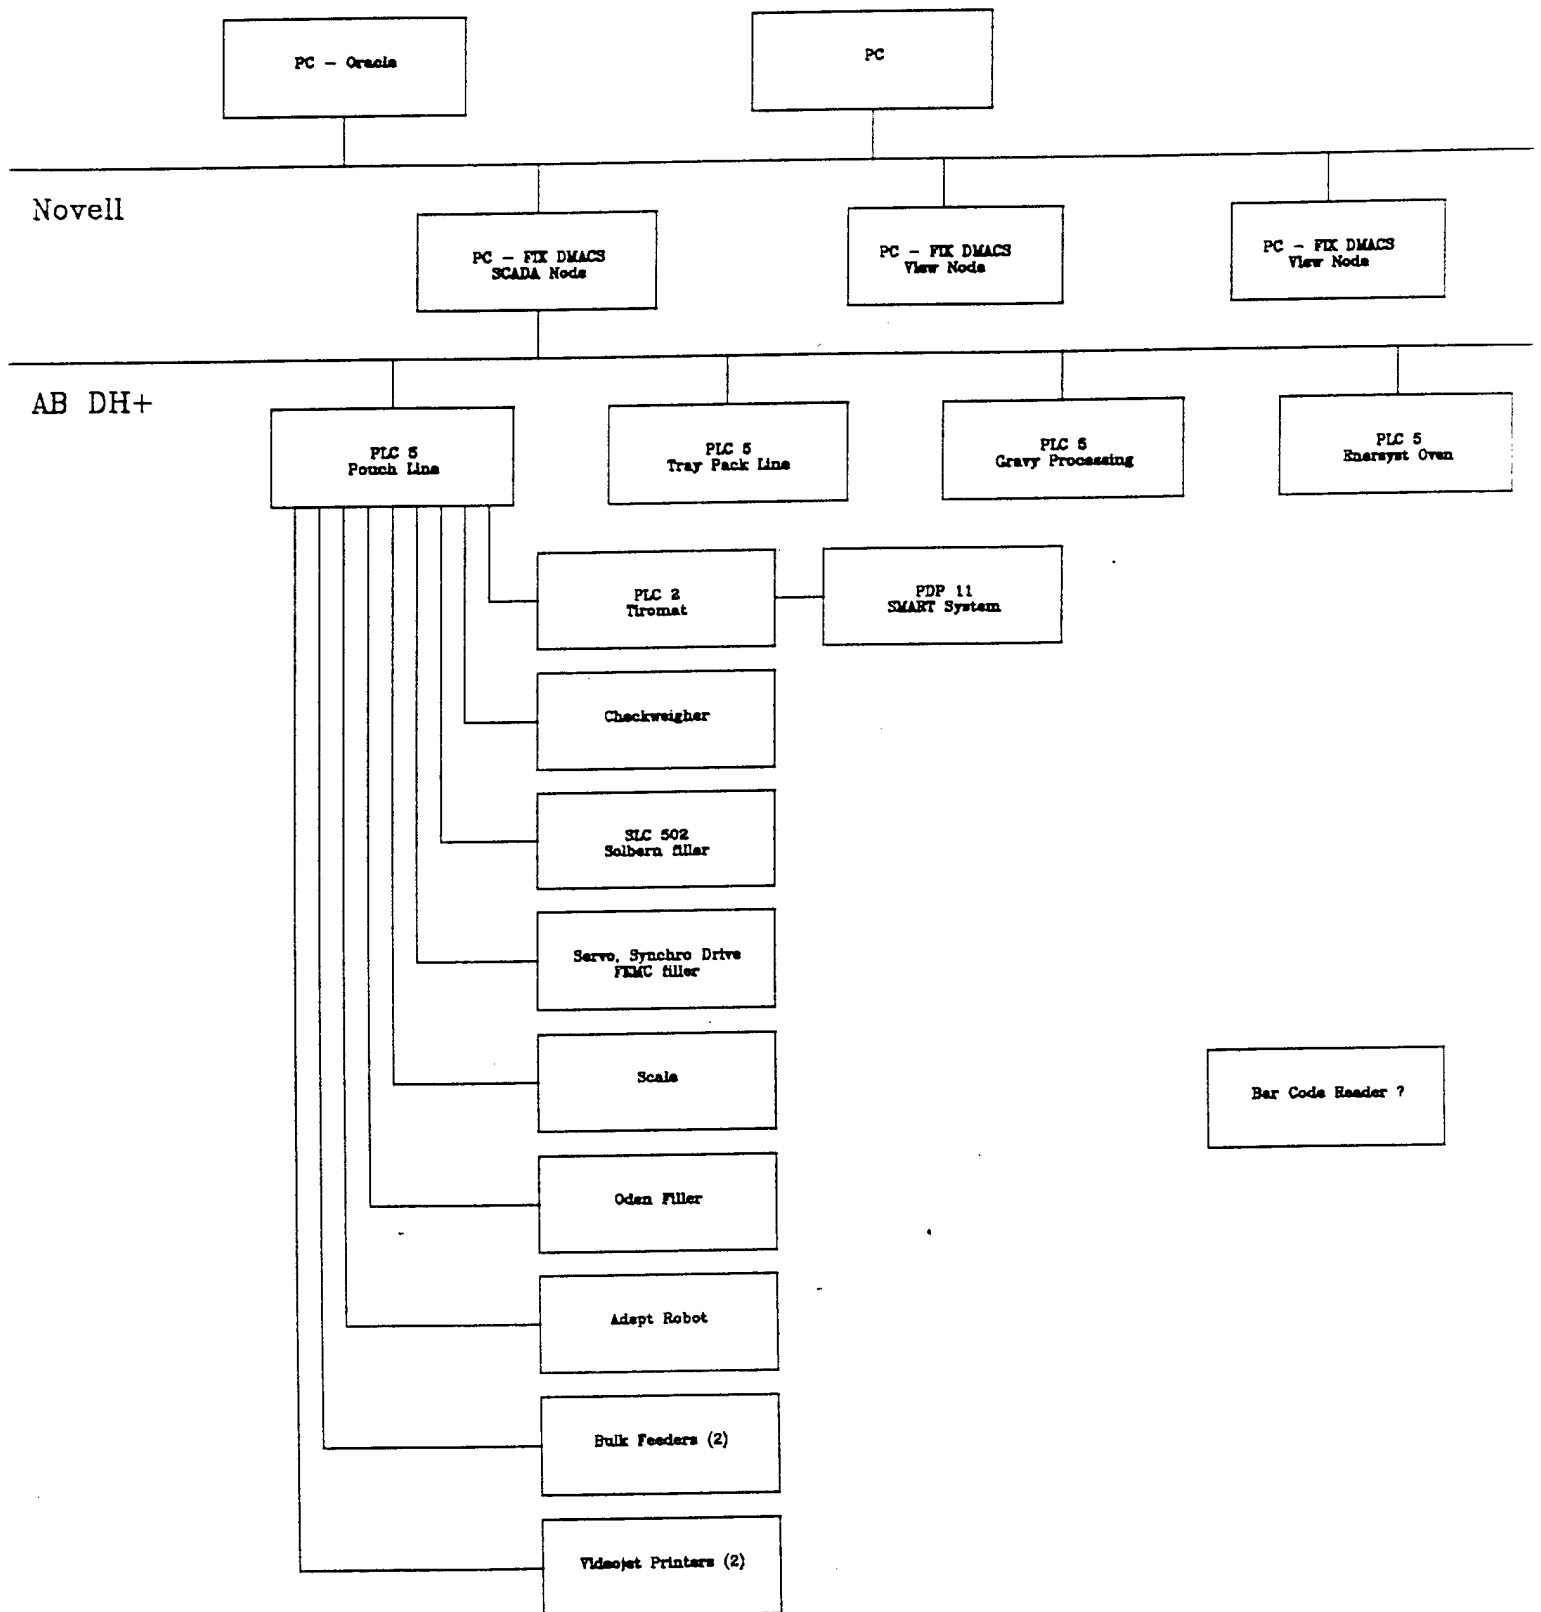 PC - Oracle
PC
Novell
PC - FIX DMACS
SCADA Node
PC - FIX DMACS
View Node
PC - FIX DMACS
View Node
AB DH+
PLC 5
Pouch Line
PLC 5
Tray Pack Line
PLC 5
Gravy Processing
PLC 5
Enersyst Oven
PLC 2
Tiromat
PDP 11
SMART System
Checkweigher
SLC 502
Solbern filler
Servo, Synchro Drive
FEMC filler
Scale
Bar Code Reader ?
Oden Filler
Adept Robot
Bulk Feeders (2)
Videojet Printers (2)